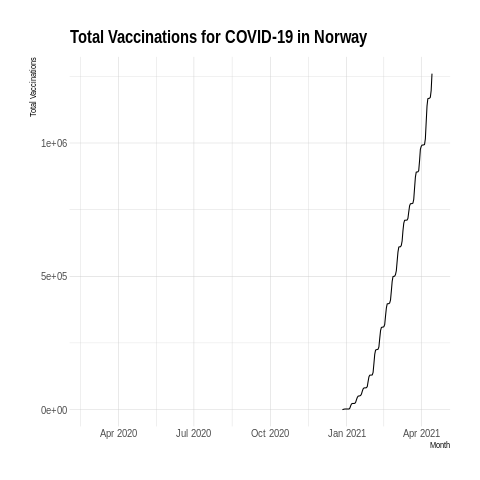 Total Vaccinations for COVID-19 in Norway
Total Vaccinations
1e+06
5e+05
0e+00
Apr 2020 Jul 2020 Oct 2020 Jan 2021 Apr 2021
Month